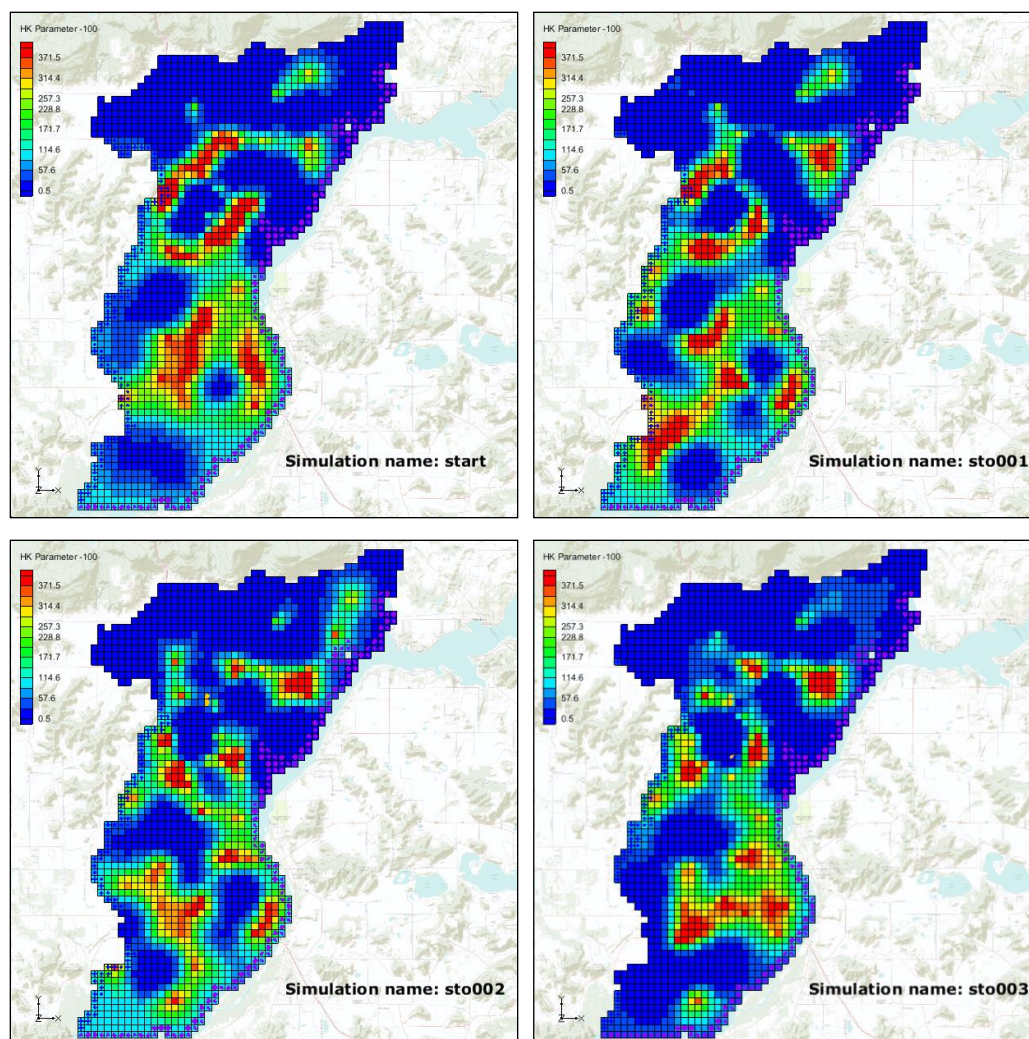 HK Parameter -100
371.5
314.4
257.3
228.8
171.7
114.6
57.6
0.5
Y
Z X
Simulation name: start
HK Parameter -100
371.5
314.4
257.3
228.8
171.7
114.6
57.6
0.5
Y
Z X
Simulation name: sto001
HK Parameter -100
371.5
314.4
257.3
228.8
171.7
114.6
57.6
0.5
Y
Z X
Simulation name: sto002
HK Parameter -100
371.5
314.4
257.3
228.8
171.7
114.6
57.6
0.5
Y
Z X
Simulation name: sto003